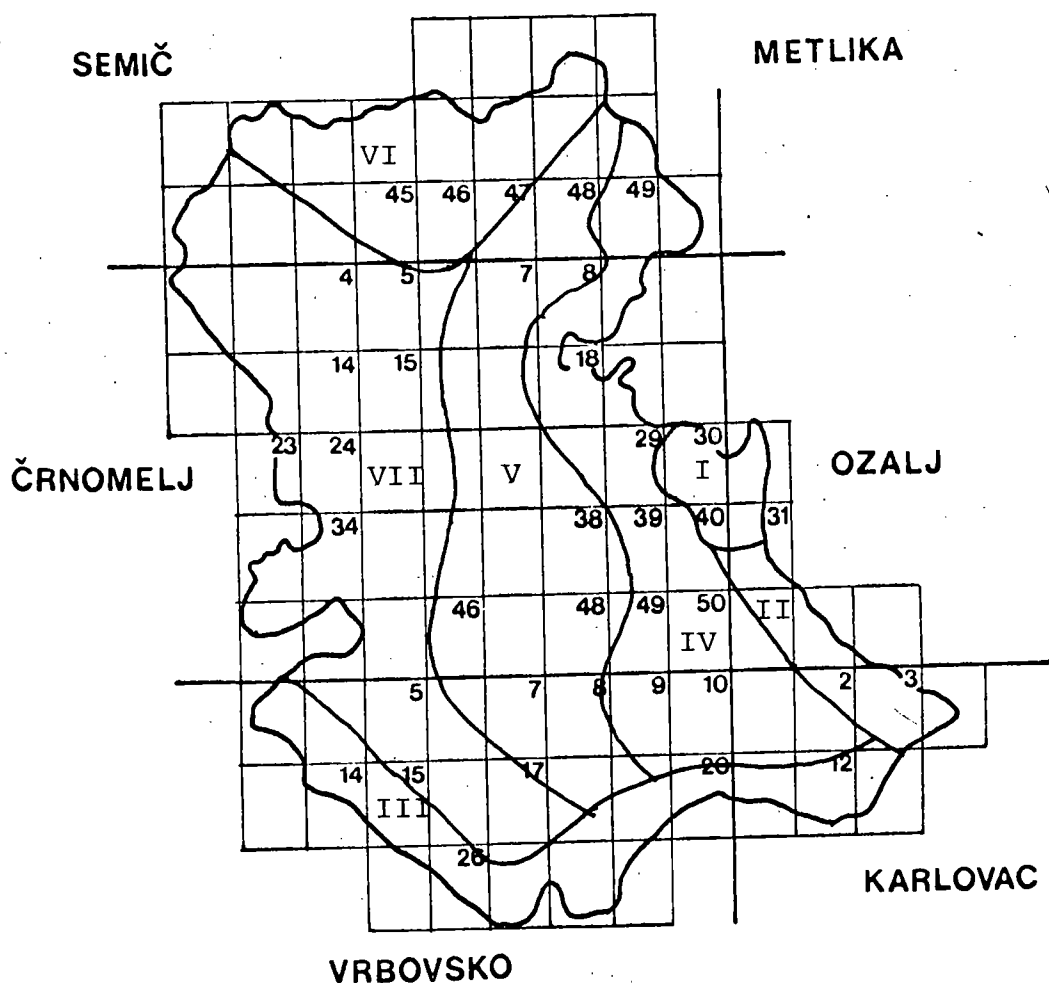 METLIKA
SEMIČ
VI
45 46 47 48 49
4 5 7 8
14 15 18
23 24 29 30
ČRNOMELJ VII V I OZALJ
34 38 39 40 31
46 48 49 50 II
IV
5 7 8 9 10 2 3
14 15 17 20 12
III
26
KARLOVAC
VRBOVSKO